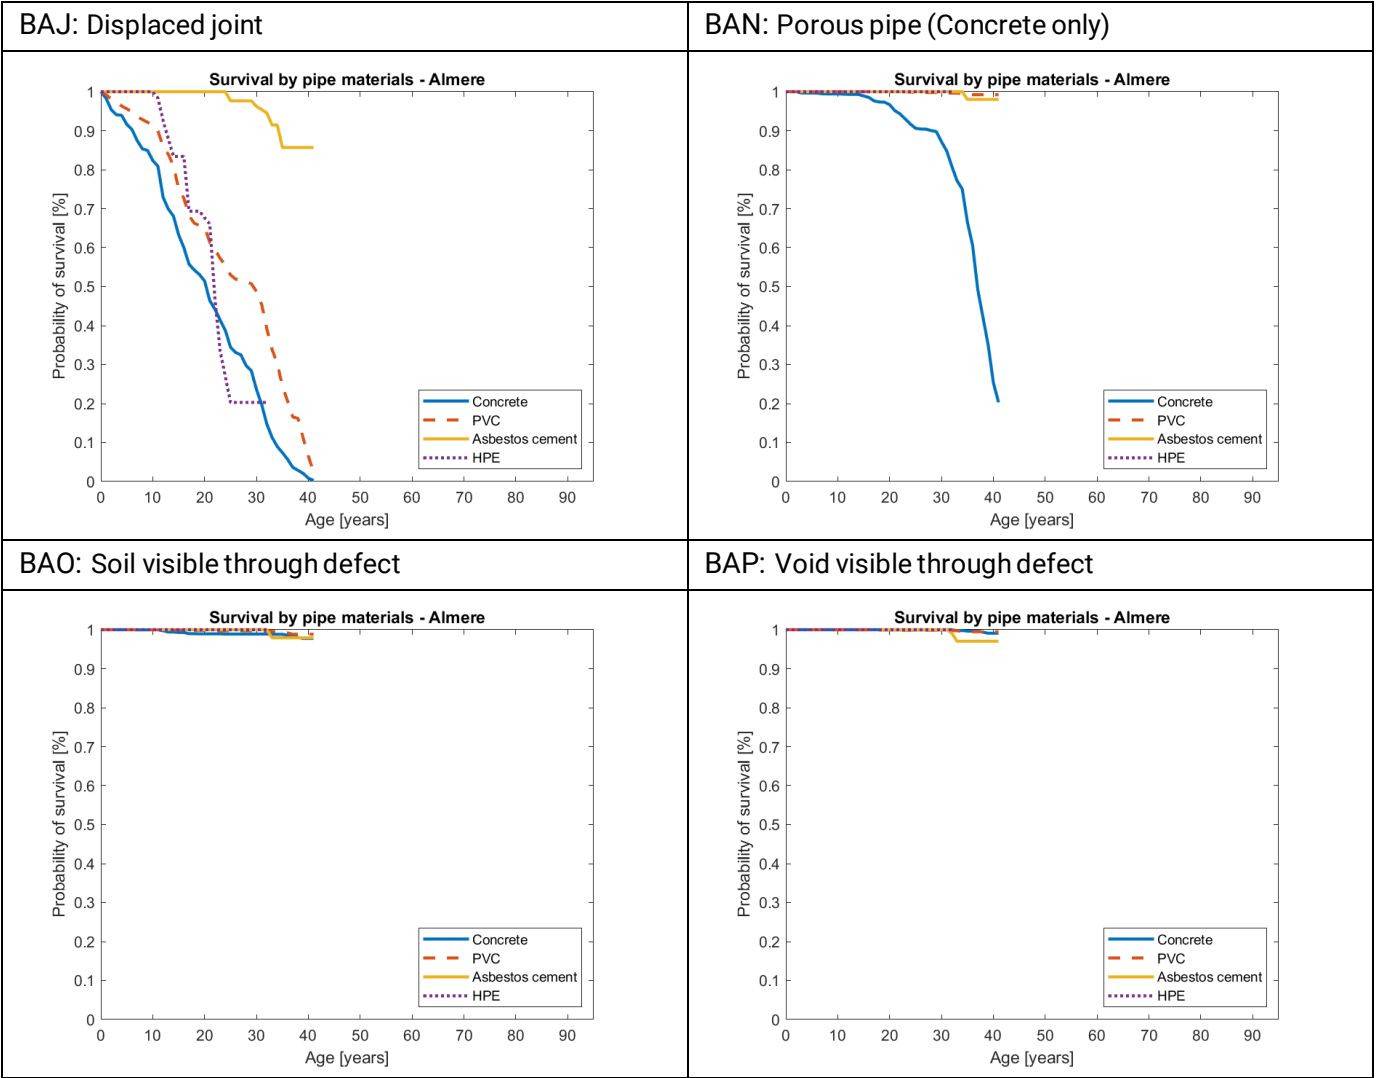 BAJ: Displaced joint
BAN: Porous pipe (Concrete only)
Survival by pipe materials - Almere
1
0.9
0.8
0.7
0.6
0.5
0.4
0.3
0.2
0.1
0
Probability of survival [%]
0 10 20 30 40 50 60 70 80 90
Age [years]
Concrete
PVC
Asbestos cement
HPE
Survival by pipe materials - Almere
1
0.9
0.8
0.7
0.6
0.5
0.4
0.3
0.2
0.1
0
Probability of survival [%]
0 10 20 30 40 50 60 70 80 90
Age [years]
Concrete
PVC
Asbestos cement
HPE
BAO: Soil visible through defect
BAP: Void visible through defect
Survival by pipe materials - Almere
1
0.9
0.8
0.7
0.6
0.5
0.4
0.3
0.2
0.1
0
Probability of survival [%]
0 10 20 30 40 50 60 70 80 90
Age [years]
Concrete
PVC
Asbestos cement
HPE
Survival by pipe materials - Almere
1
0.9
0.8
0.7
0.6
0.5
0.4
0.3
0.2
0.1
0
Probability of survival [%]
0 10 20 30 40 50 60 70 80 90
Age [years]
Concrete
PVC
Asbestos cement
HPE